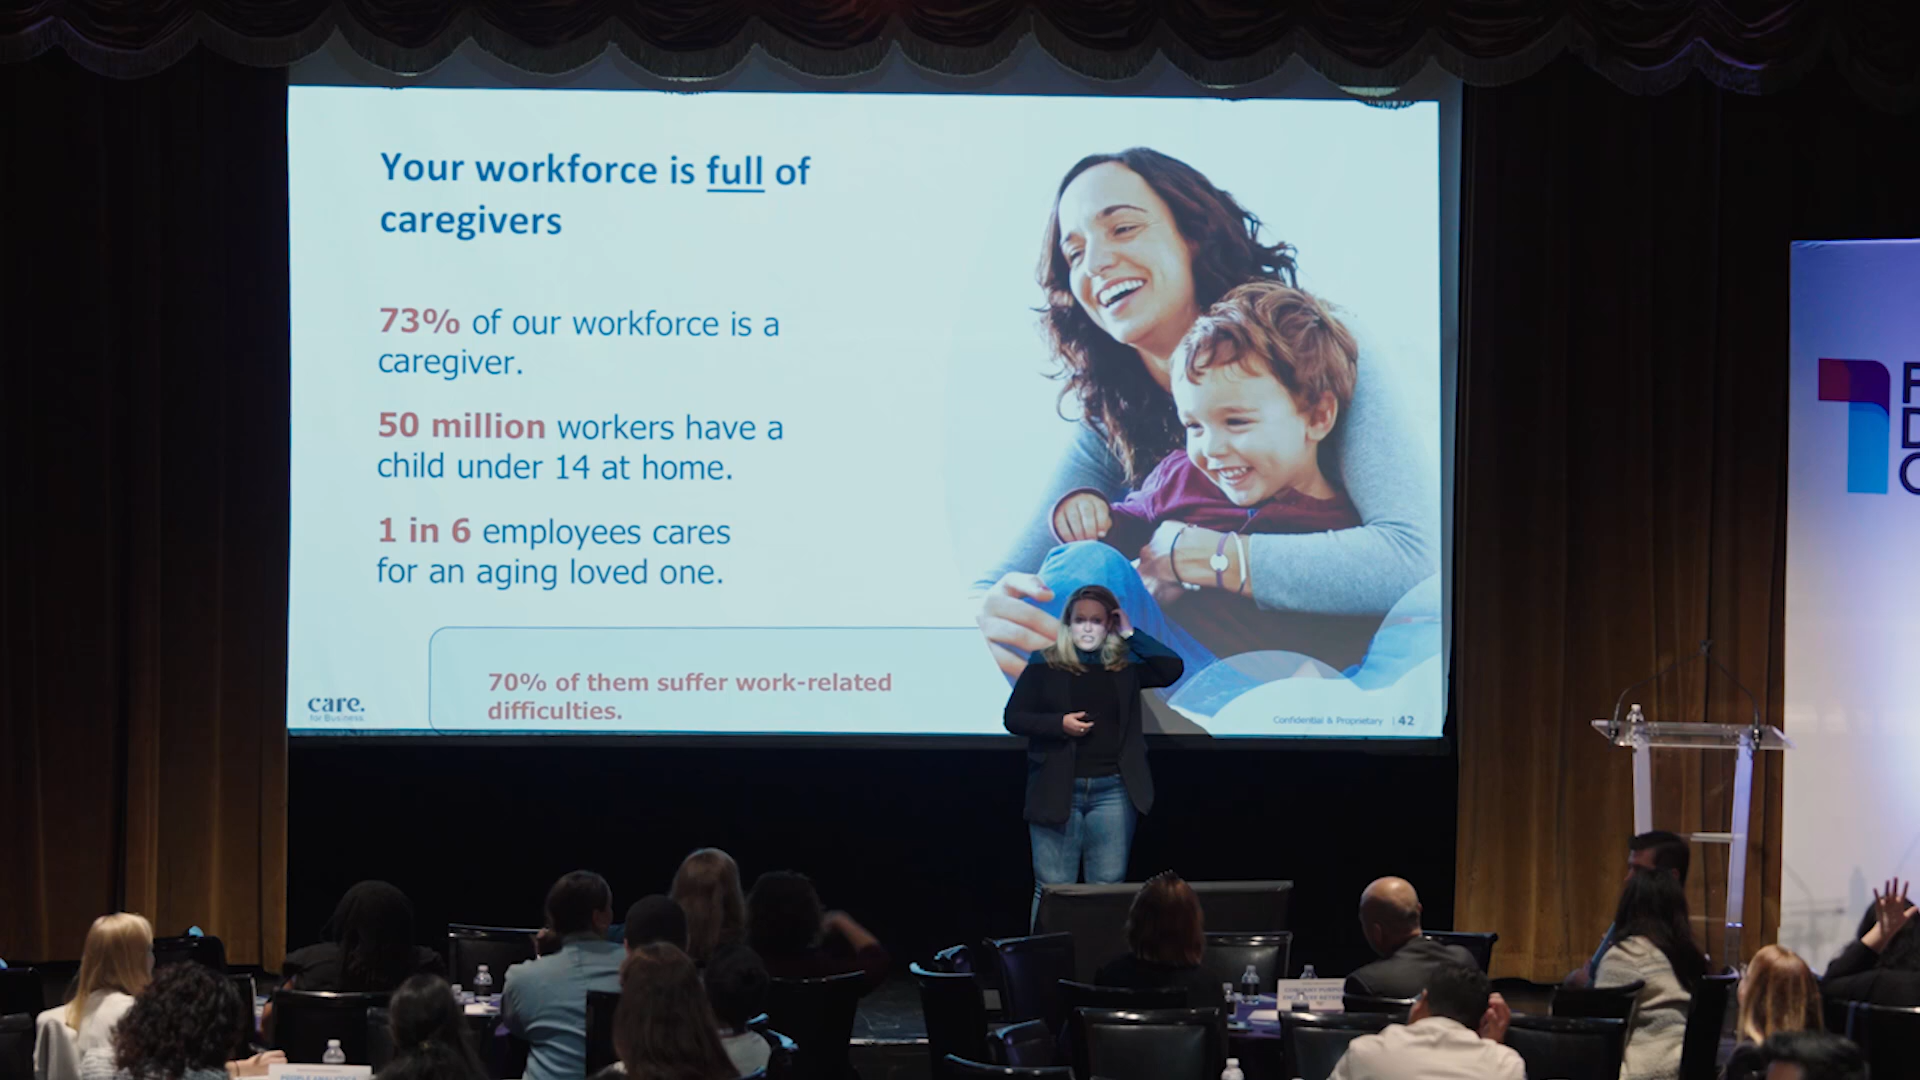 Your workforce is full of
caregivers
73% of our workforce is a
caregiver.
50 million workers have a
child under 14 at home.
1 in 6 employees cares
for an aging loved one.
70% of them suffer work-related
difficulties.
care.
for Business
Confidential & Proprietary | 42